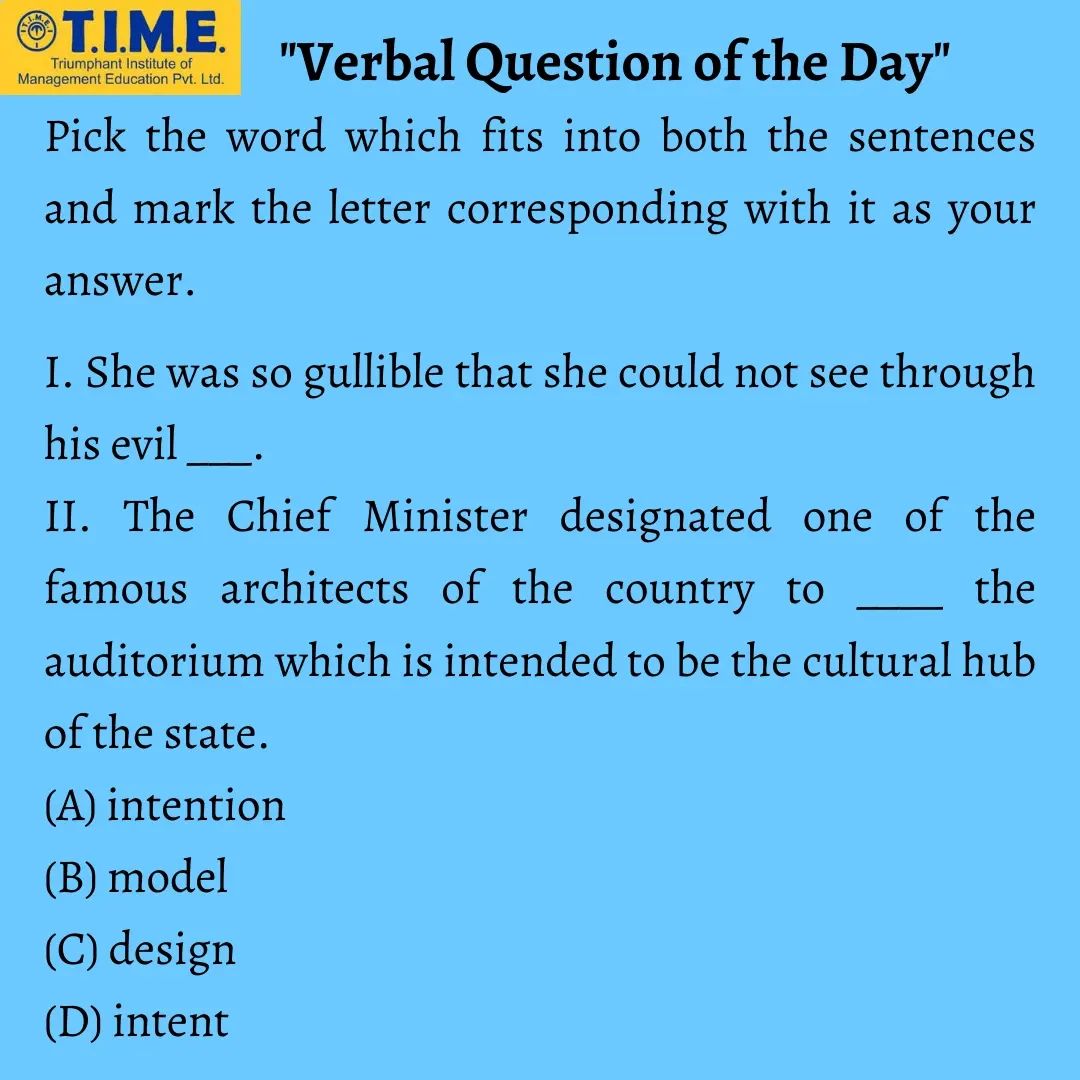 T.I.M.E.
Triumphant Institute of
Management Education Pvt. Ltd.
"Verbal Question of the Day"
Pick the word which fits into both the sentences
and mark the letter corresponding with it as your
answer.
I. She was so gullible that she could not see through
his evil ___.
II. The Chief Minister designated one of the
famous architects of the country to ____ the
auditorium which is intended to be the cultural hub
of the state.
(A) intention
(B) model
(C) design
(D) intent